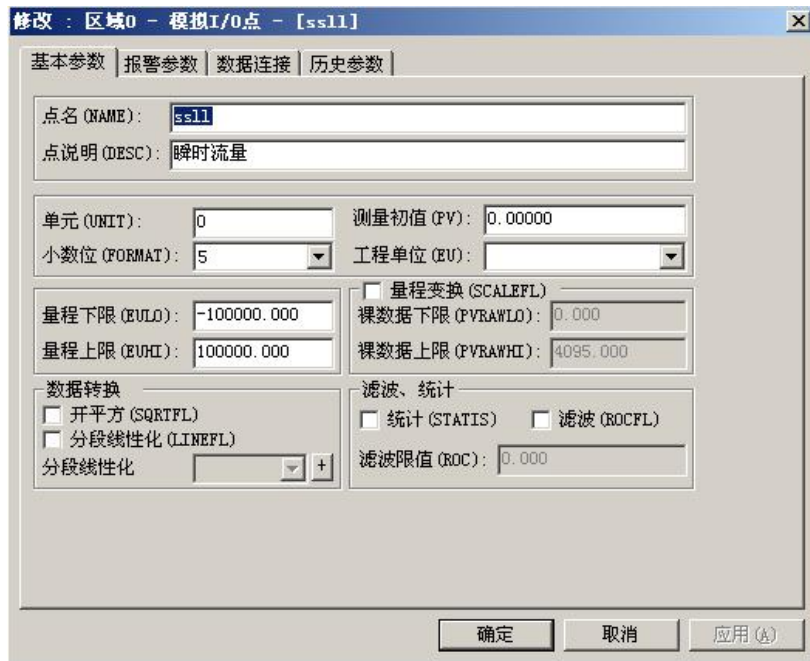 修改 : 区域0 - 模拟I/O点 - [ssll]
基本参数 报警参数 数据连接 历史参数
点名(NAME): ssll
点说明(DESC): 瞬时流量
单元(UNIT): 0 测量初值(PV): 0.00000
小数位(FORMAT): 5 工程单位(EU):
量程变换(SCALEFL)
量程下限(EULO): -100000.000 裸数据下限(PVRAWLO): 0.000
量程上限(EUHI): 100000.000 裸数据上限(PVRAWHI): 4095.000
数据转换 滤波、统计
开平方(SQRTFL) 统计(STATIS) 滤波(ROCFL)
分段线性化(LINEFL)
分段线性化 + 滤波限值(ROC): 0.000
确定 取消 应用(A)